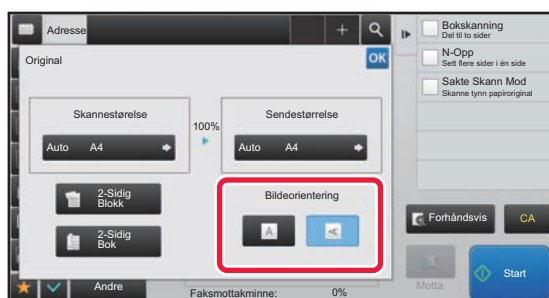 Adresse
Original
OK
Skannestørelse
100%
Sendestørrelse
Auto A4
Auto A4
2-Sidig
Blokk
2-Sidig
Bok
Bildeorientering
A
A
Andre
Faksmottakminne: 0%
Bokskanning
Del til to sider
N-Opp
Sett flere sider i én side
Sakte Skann Mod
Skanne tynn papiroriginal
Forhåndsvis
CA
Motta
Start